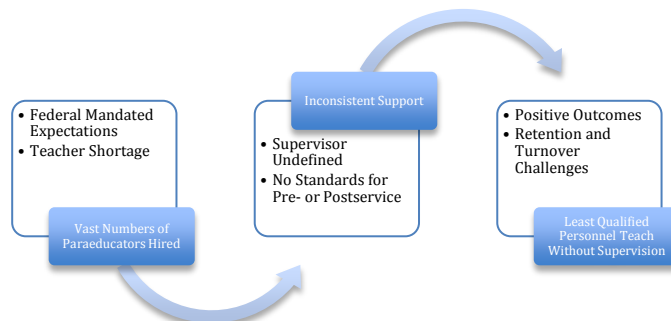 • Federal Mandated
Expectations
• Teacher Shortage
Vast Numbers of
Paraeducators Hired
Inconsistent Support
• Supervisor
Undefined
• No Standards for
Pre- or Postservice
• Positive Outcomes
• Retention and
Turnover
Challenges
Least Qualified
Personnel Teach
Without Supervision